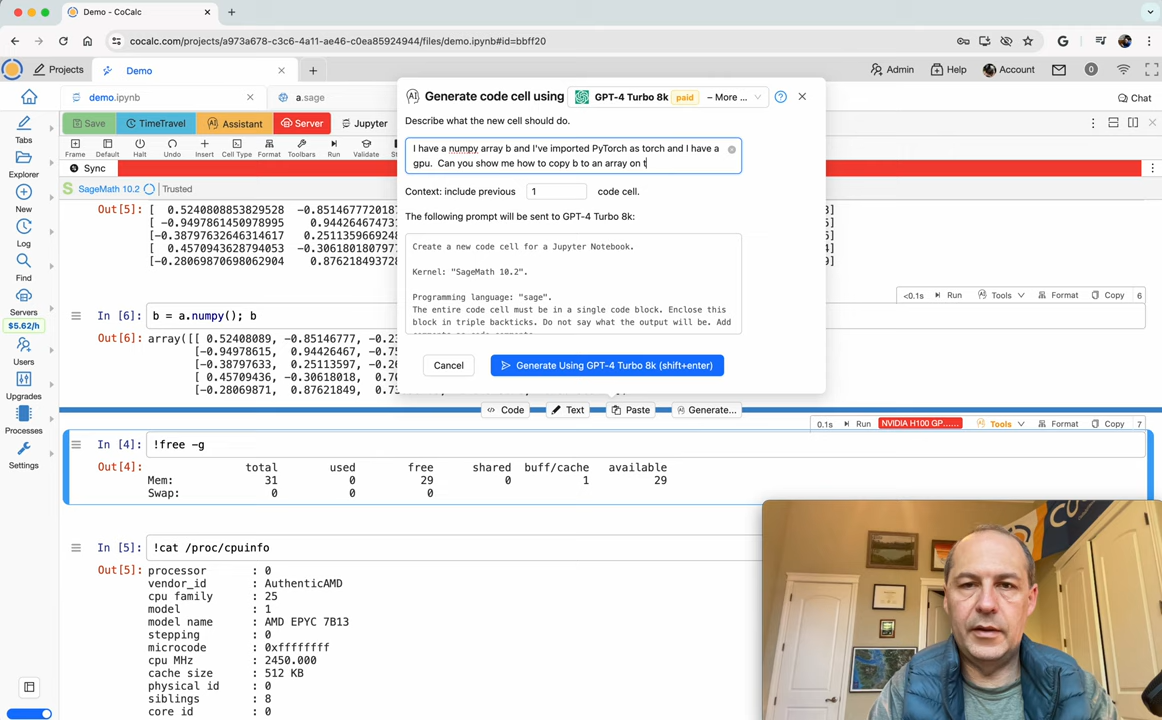 Demo - CoCalc
cocalc.com/projects/a973a678-c3c6-4a11-ae46-c0ea85924944/files/demo.ipynb#id=bbff20
Projects
Demo
Admin
Help
Account
0
demo.ipynb
a.sage
Chat
Save
TimeTravel
Assistant
Server
Jupyter
Frame
Default
Halt
Undo
Insert
Cell Type
Format
Toolbars
Run
Validate
Sync
SageMath 10.2
Trusted
Tabs
Explorer
New
Log
Find
Servers
$5.62/h
Users
Upgrades
Processes
Settings
Generate code cell using
GPT-4 Turbo 8k
paid
– More ...
Describe what the new cell should do.
I have a numpy array b and I've imported PyTorch as torch and I have a
gpu.  Can you show me how to copy b to an array on t
Context: include previous
1
code cell.
The following prompt will be sent to GPT-4 Turbo 8k:
Create a new code cell for a Jupyter Notebook.
Kernel: "SageMath 10.2".
Programming language: "sage".
The entire code cell must be in a single code block. Enclose this
block in triple backticks. Do not say what the output will be. Add
Cancel
Generate Using GPT-4 Turbo 8k (shift+enter)
Out[5]:
[ 0.5240808853829528
[ -0.9497861450978995
[-0.38797632646314617
[ 0.4570943628794053
[-0.28069870698062904
0.94426467473
0.2511359669248
0.87621849372
<0.1s
Run
Tools
Format
Copy
6
In [6]:
b = a.numpy(); b
Out[6]:
array([[ 0.52408089, -0.85146777, -0.2
[-0.94978615, 0.94426467,
[-0.38797633, 0.25113597,
[ 0.45709436, -0.30618018,
[-0.28069871, 0.87621849,
Code
Text
Paste
Generate...
0.1s
Run
NVIDIA H100 GP......
Tools
Format
Copy
7
In [4]:
!free -g
Out[4]:
total used free shared buff/cache available
Mem: 31 0 29 0 1 29
Swap: 0 0 0
In [5]:
!cat /proc/cpuinfo
Out[5]:
processor : 0
vendor_id : AuthenticAMD
cpu family : 25
model : 1
model name : AMD EPYC 7B13
stepping : 0
microcode : 0xffffffff
cpu MHz : 2450.000
cache size : 512 KB
physical id : 0
siblings : 8
core id : 0